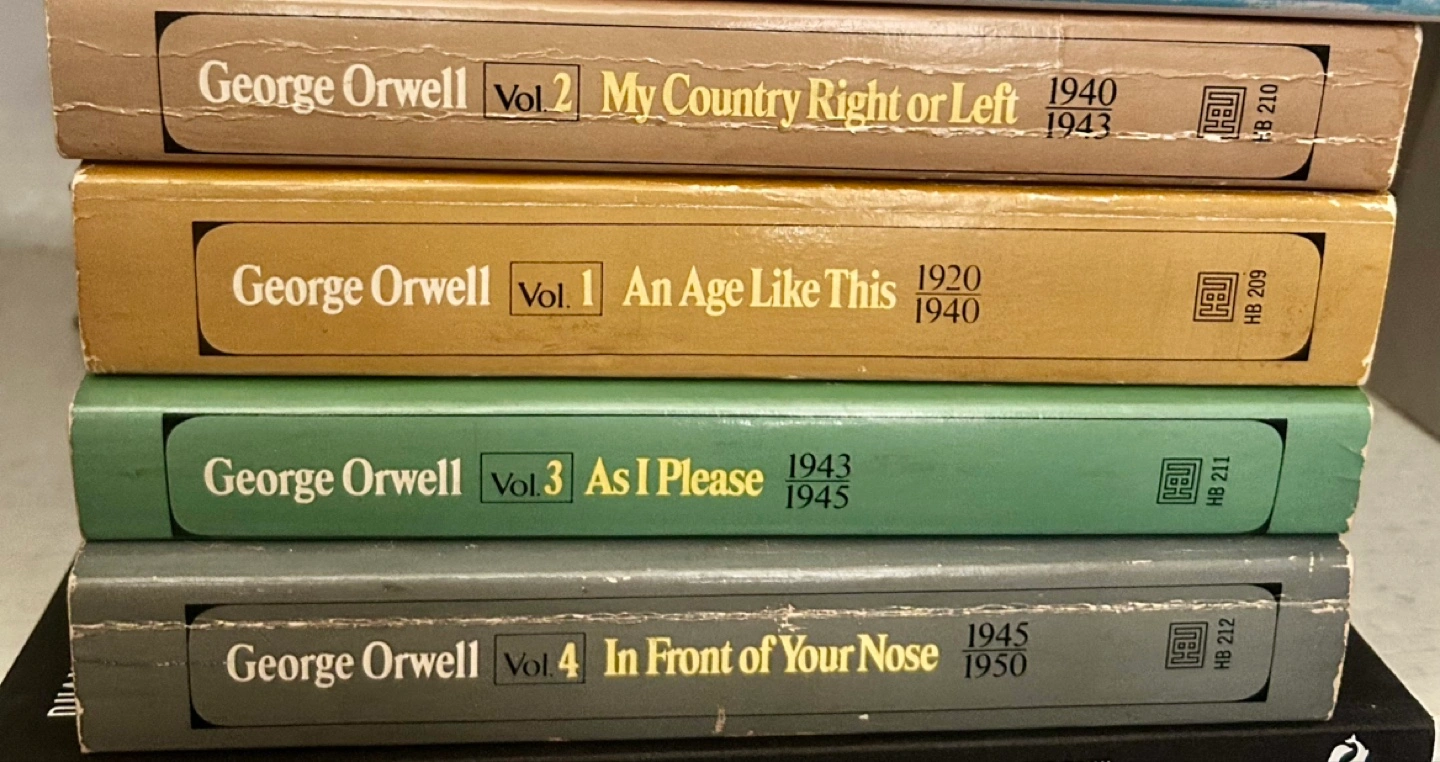 George Orwell Vol. 2 My Country Right or Left 1940 1943 HB 210
George Orwell Vol. 1 An Age Like This 1920 1940 HB 209
George Orwell Vol. 3 As I Please 1943 1945 HB 211
George Orwell Vol. 4 In Front of Your Nose 1945 1950 HB 212